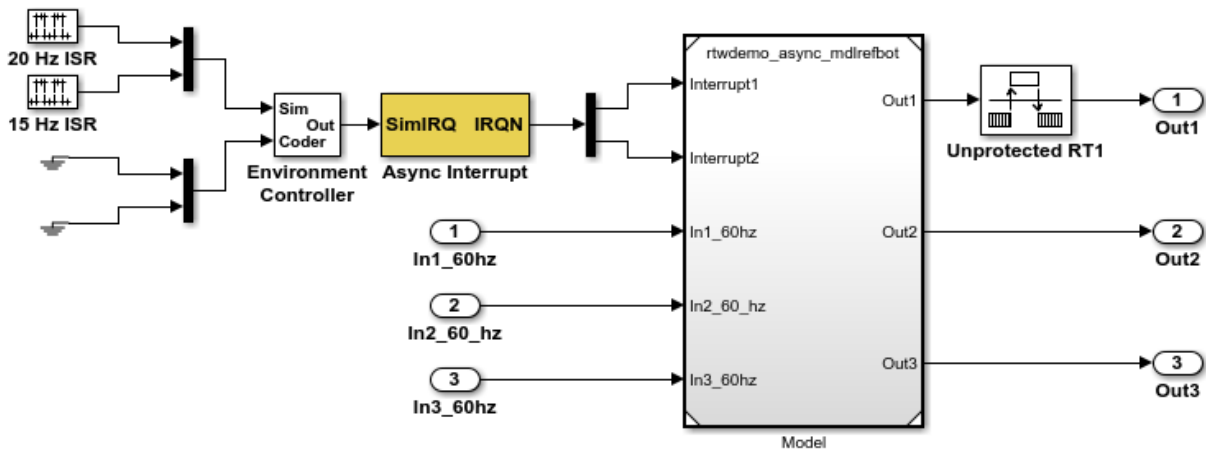 20 Hz ISR
15 Hz ISR
Sim
Out
Coder
Environment
Controller
SimIRQ IRQN
Async Interrupt
rtwdemo_async_mdlrefbot
Interrupt1
Interrupt2
In1_60hz
In2_60_hz
In3_60hz
Out1
Out2
Out3
Model
1
In1_60hz
2
In2_60_hz
3
In3_60hz
Unprotected RT1
1
Out1
2
Out2
3
Out3